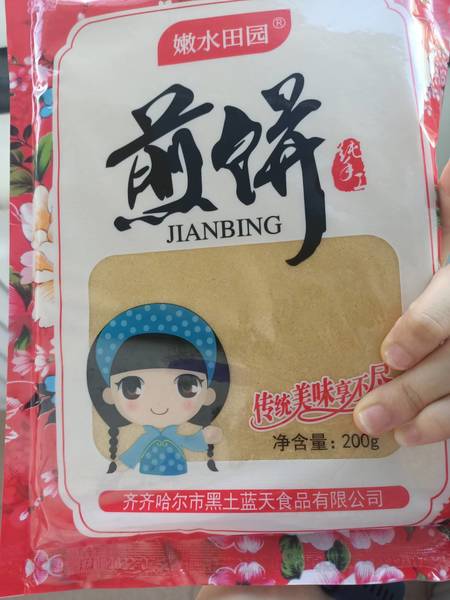 嫩水田园®
煎饼
纯手工
JIANBING
传统美味享不尽
净含量：200g
齐齐哈尔市黑土蓝天食品有限公司